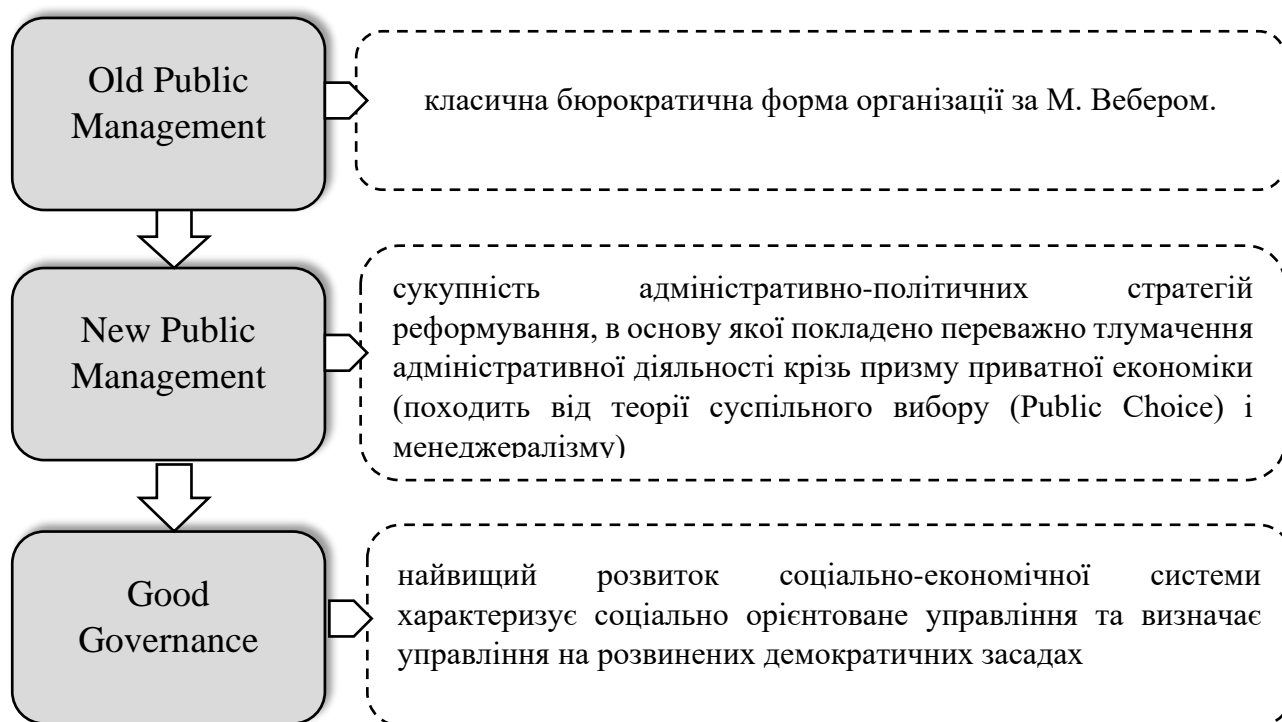 Old Public
Management
класична бюрократична форма організації за М. Вебером.
New Public
Management
сукупність адміністративно-політичних стратегій
реформування, в основу якої покладено переважно тлумачення
адміністративної діяльності крізь призму приватної економіки
(походить від теорії суспільного вибору (Public Choice) і
менеджералізму)
Good
Governance
найвищий розвиток соціально-економічної системи
характеризує соціально орієнтоване управління та визначає
управління на розвинених демократичних засадах